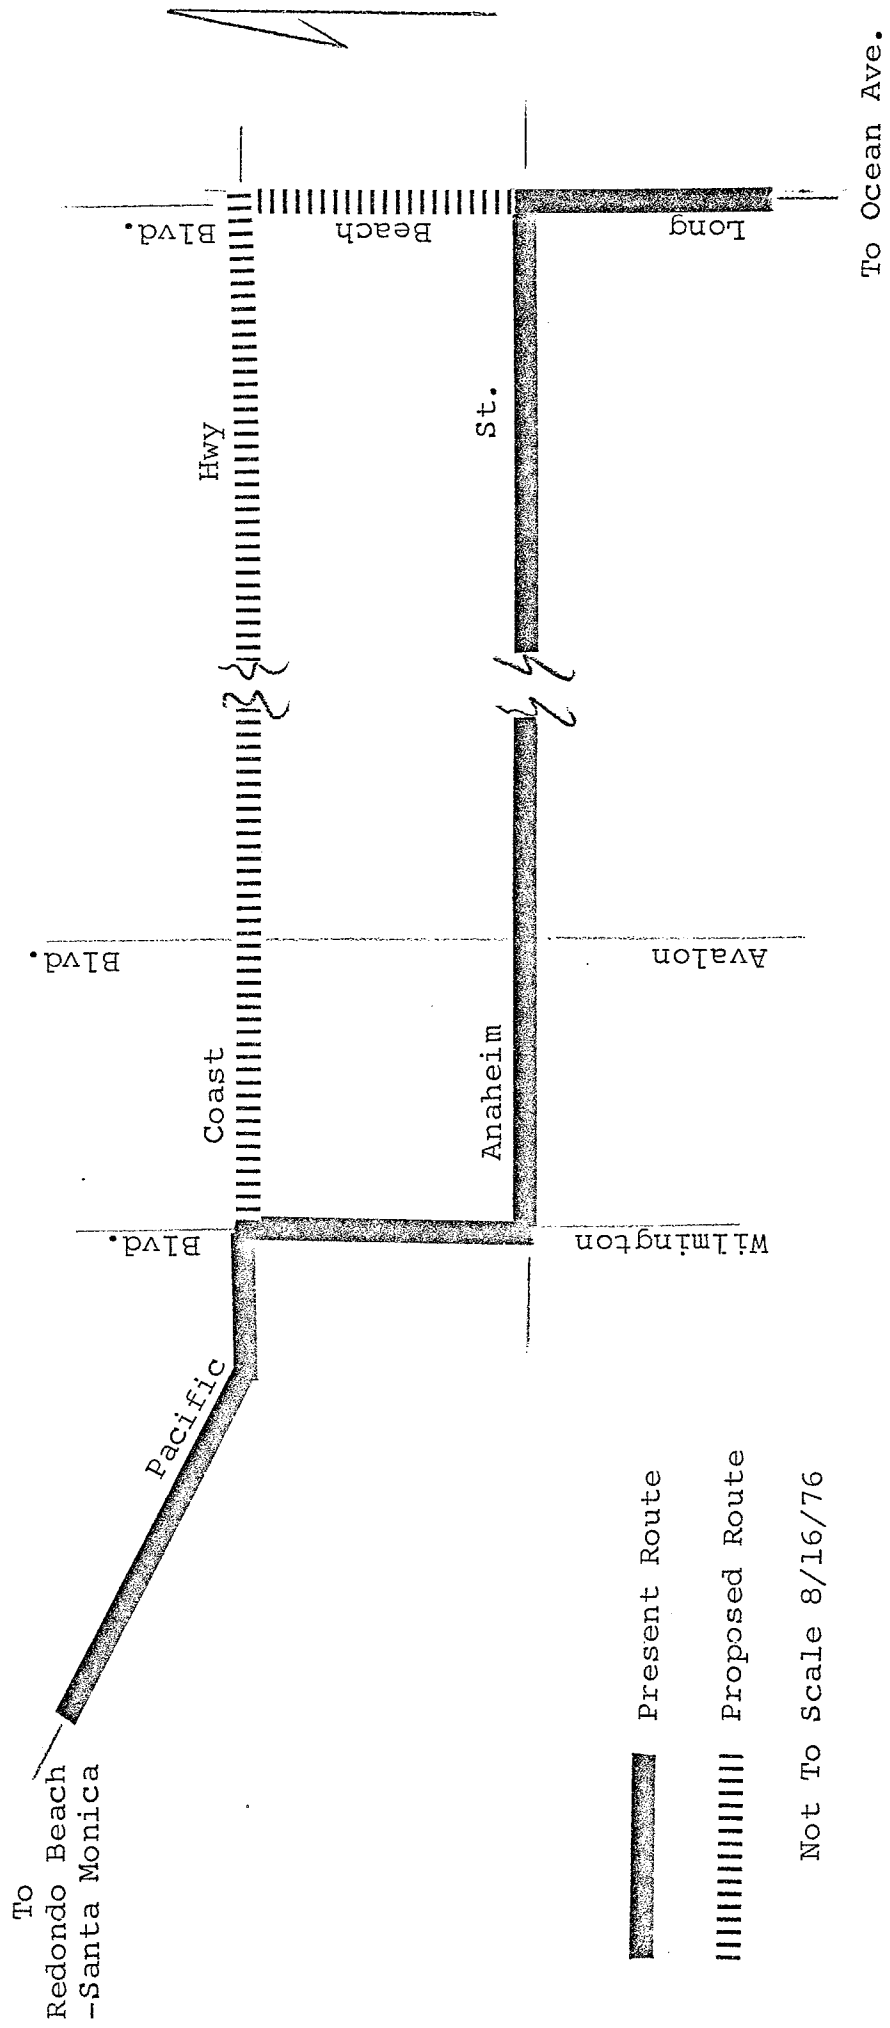 To
Redondo Beach
-Santa Monica
Pacific
Coast
Hwy
Blvd.
Wilmington
Blvd.
Avalon
Blvd.
Beach
Long
Anaheim
St.
To Ocean Ave.
Present Route
Proposed Route
Not To Scale 8/16/76